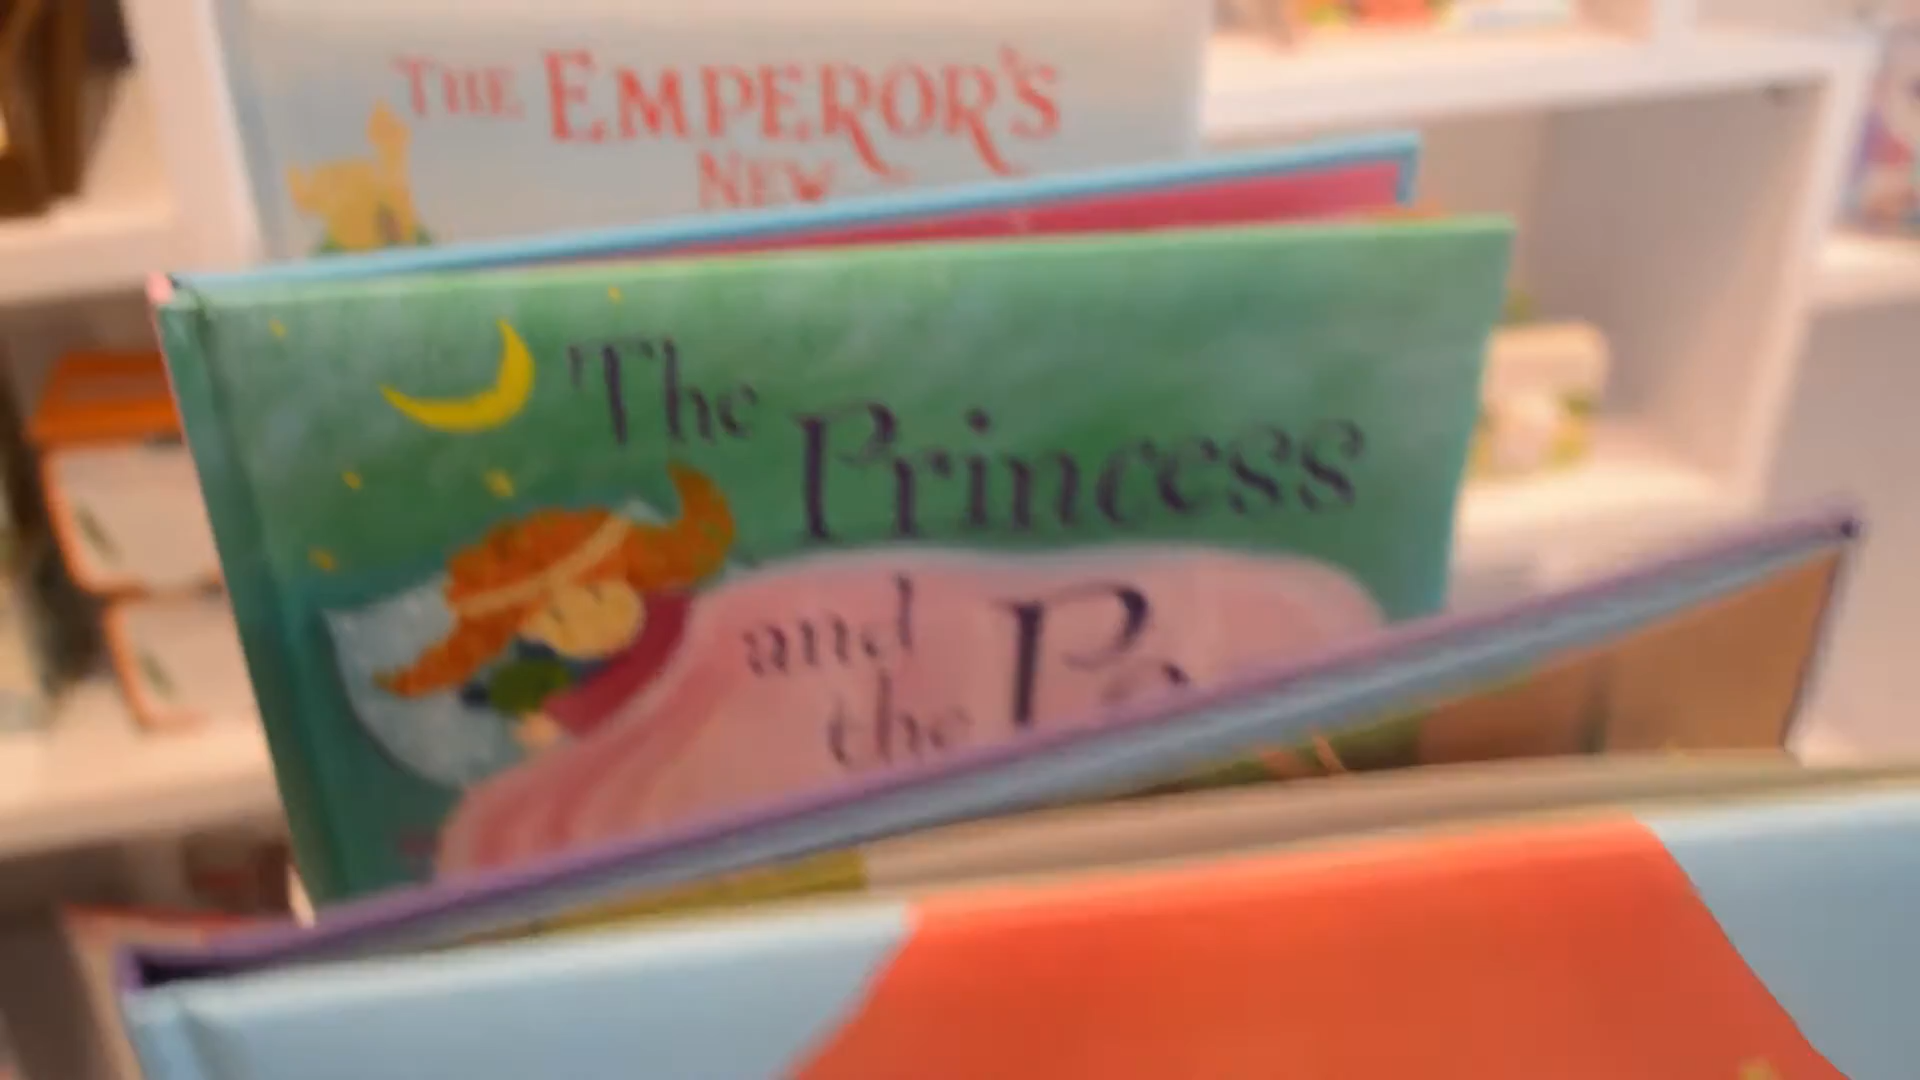 THE EMPEROR'S
NEW
The
Princess
and the P